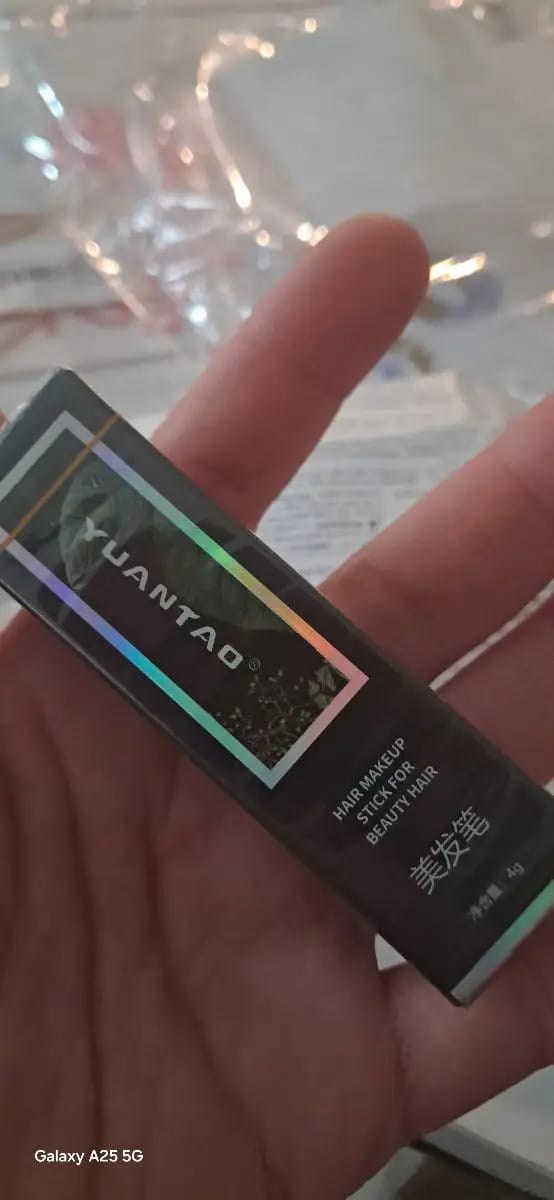 YUANTAO®
HAIR MAKEUP
STICK FOR
BEAUTY HAIR
美发笔
净含量: 4g
Galaxy A25 5G